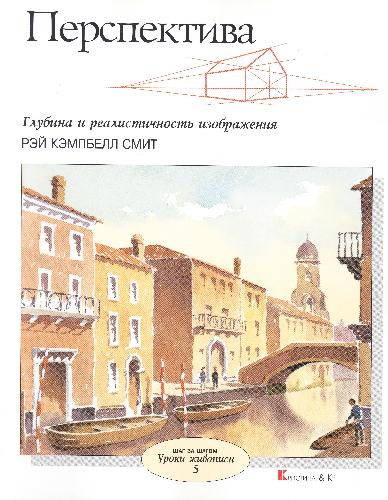 Перспектива
Глубина и реалистичность изображения
РЭЙ КЭМПБЕЛЛ СМИТ
ШАГ ЗА ШАГОМ
Уроки живописи
5
КРИСТИНА & К°